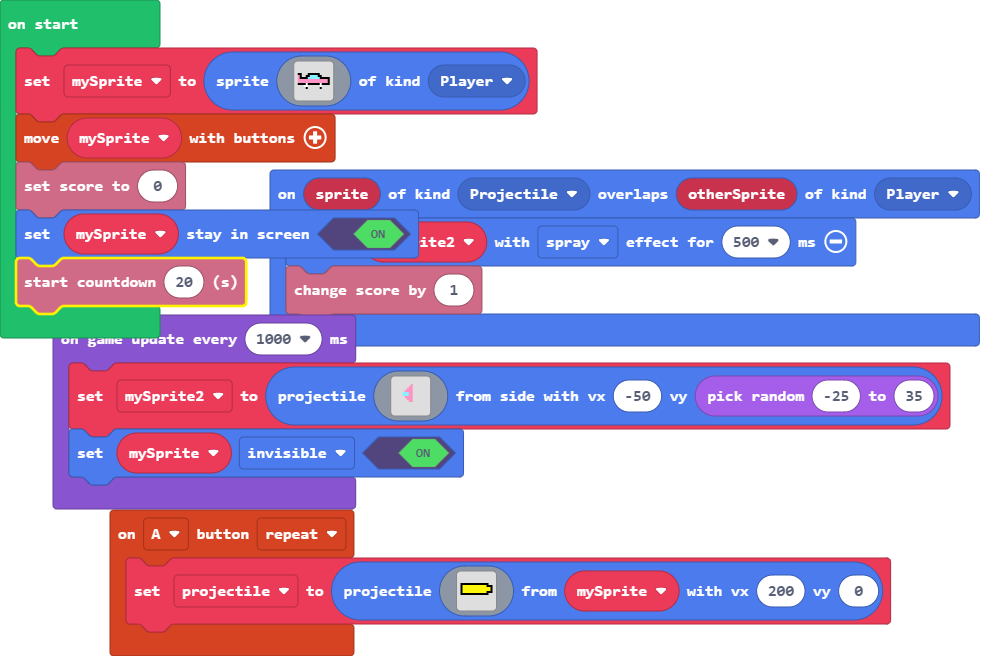 on start
set mySprite to sprite of kind Player
move mySprite with buttons
set score to 0
set mySprite stay in screen ON
start countdown 20 (s)
on sprite of kind Projectile overlaps otherSprite of kind Player
ite2 with spray effect for 500 ms
change score by 1
on game update every 1000 ms
set mySprite2 to projectile from side with vx -50 vy pick random -25 to 35
set mySprite invisible ON
on A button repeat
set projectile to projectile from mySprite with vx 200 vy 0